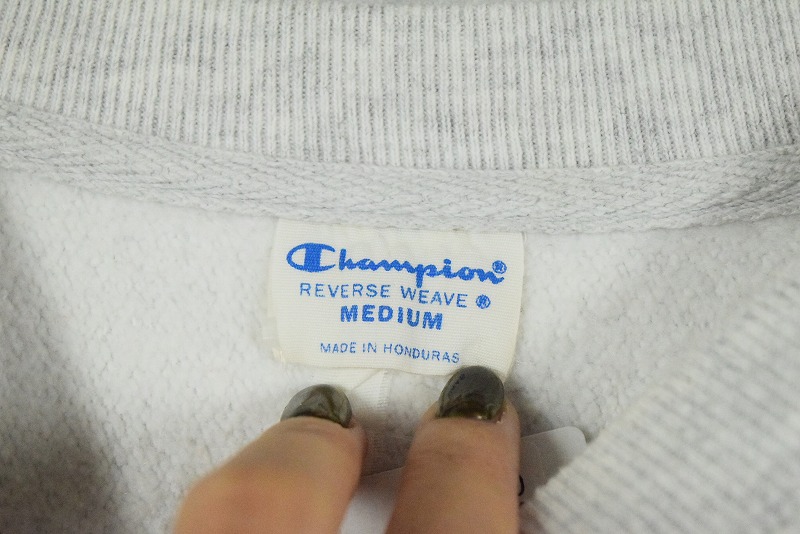 Champion®
REVERSE WEAVE®
MEDIUM
MADE IN HONDURAS